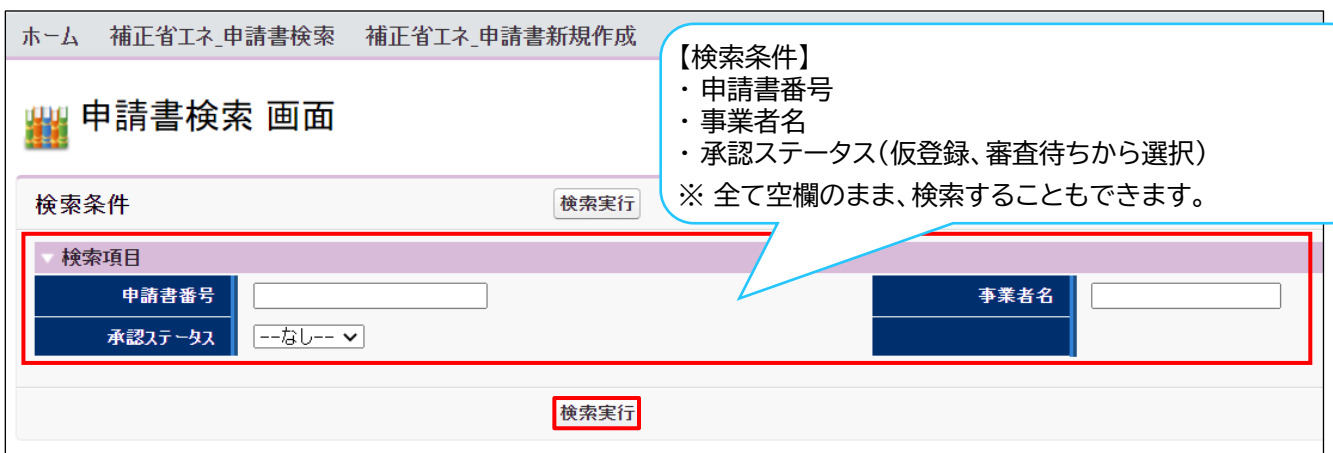 ホーム 補正省エネ_申請書検索 補正省エネ_申請書新規作成
申請書検索 画面
【検索条件】
・ 申請書番号
・ 事業者名
・ 承認ステータス（仮登録、審査待ちから選択）
※ 全て空欄のまま、検索することもできます。
検索条件 検索実行
検索項目
申請書番号 事業者名
承認ステータス --なし--
検索実行